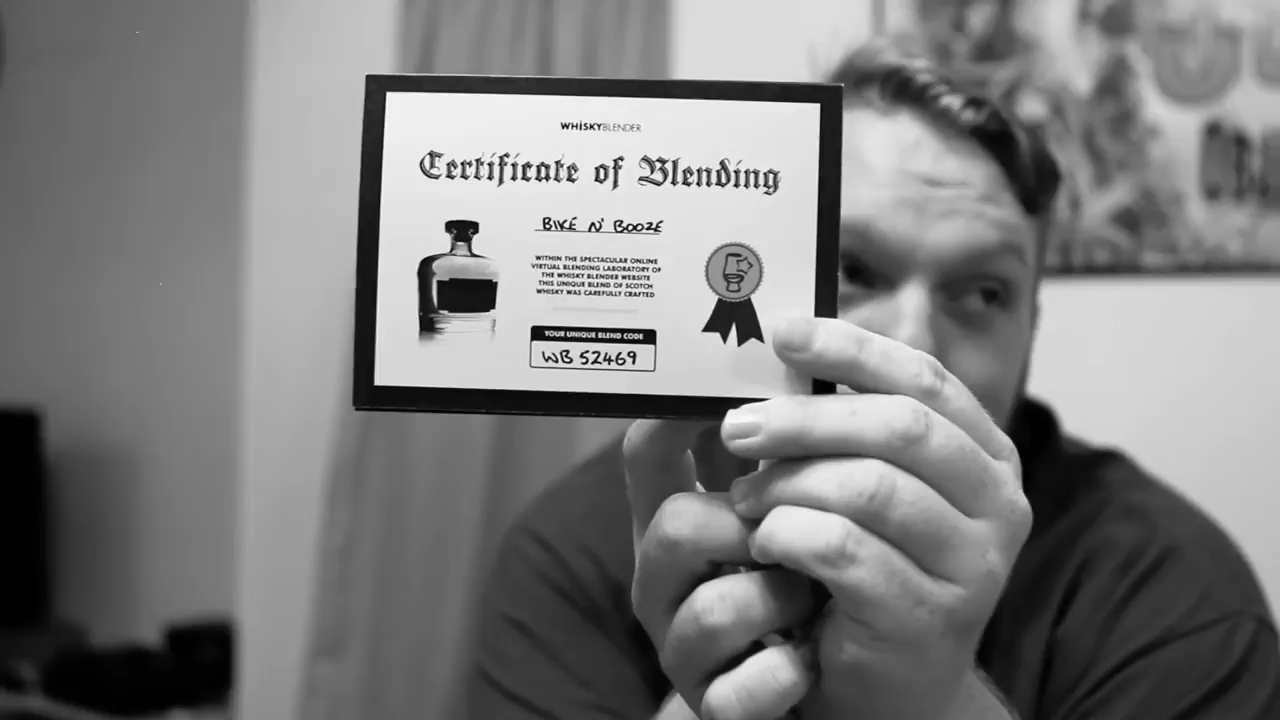 WHISKYBLENDER
Certificate of Blending
BIKE N' BOOZE
WITHIN THE SPECTACULAR ONLINE
VIRTUAL BLENDING LABORATORY OF
THE WHISKY BLENDER WEBSITE
THIS UNIQUE BLEND OF SCOTCH
WHISKY WAS CAREFULLY CRAFTED
YOUR UNIQUE BLEND CODE
WB 52469